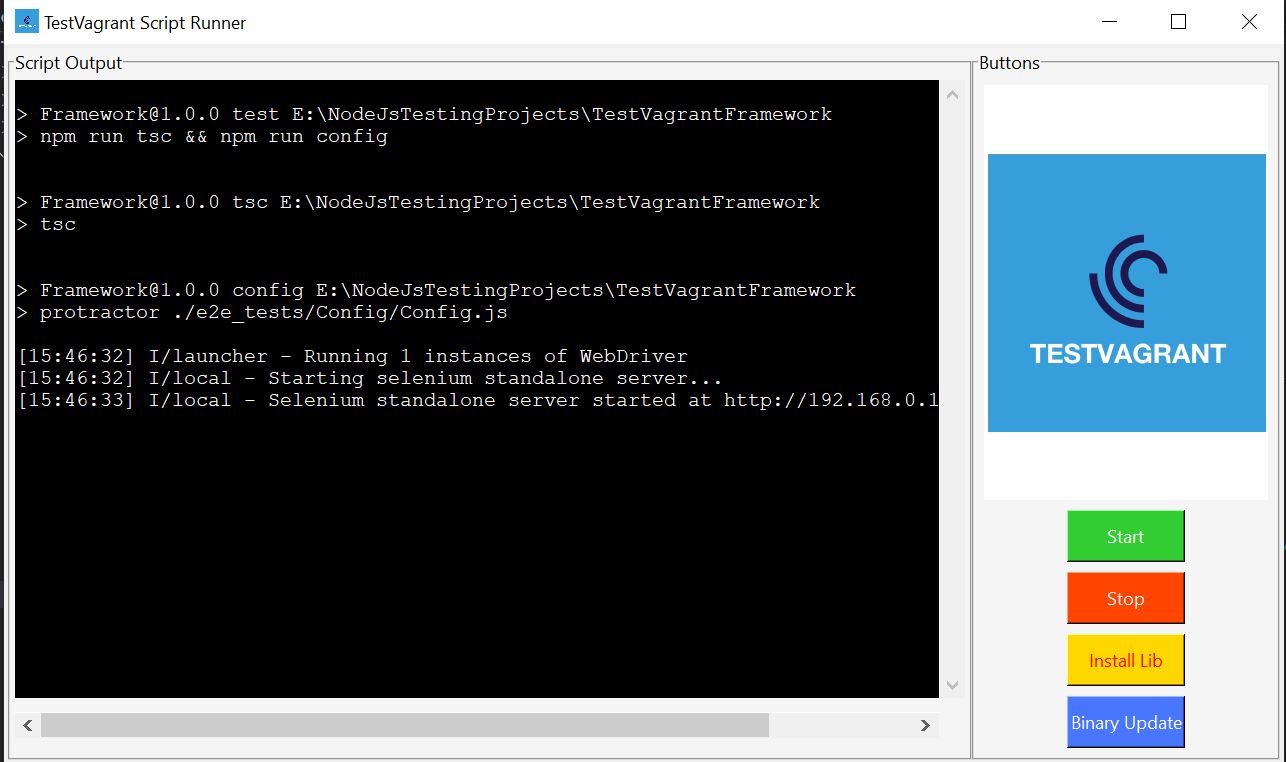 TestVagrant Script Runner
Script Output
> Framework@1.0.0 test E:\NodeJsTestingProjects\TestVagrantFramework
> npm run tsc && npm run config
> Framework@1.0.0 tsc E:\NodeJsTestingProjects\TestVagrantFramework
> tsc
> Framework@1.0.0 config E:\NodeJsTestingProjects\TestVagrantFramework
> protractor ./e2e_tests/Config/Config.js
[15:46:32] I/launcher - Running 1 instances of WebDriver
[15:46:32] I/local - Starting selenium standalone server...
[15:46:33] I/local - Selenium standalone server started at http://192.168.0.1
Buttons
TESTVAGRANT
Start
Stop
Install Lib
Binary Update